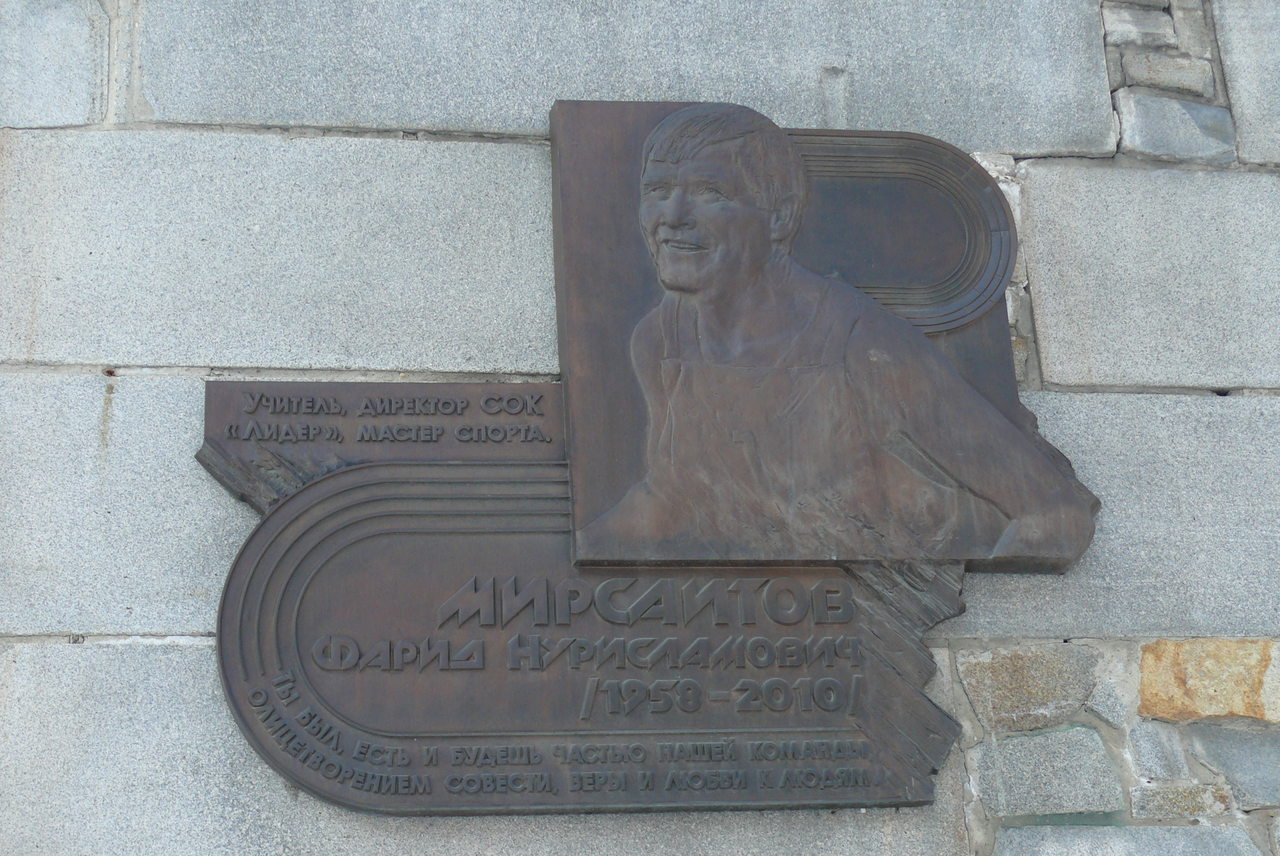 Учитель, директор СОК
«Лидер», мастер спорта.
Мирсаитов
Фарид Нурисламович
/1958-2010/
Ты был, есть и будешь частью нашей команды,
олицетворением совести, веры и любви к людям.